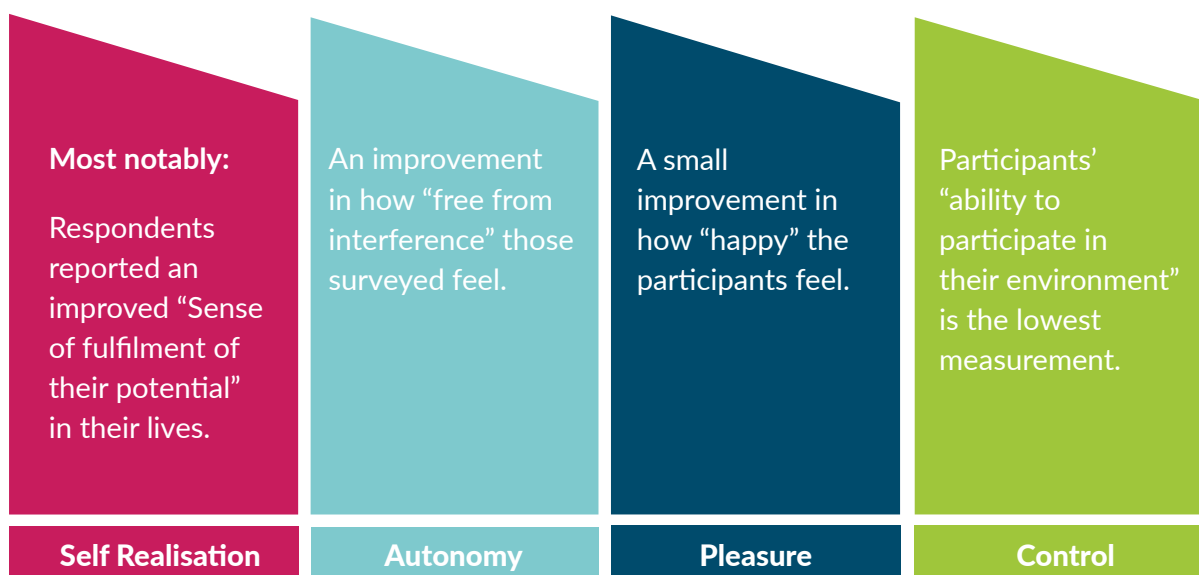 Most notably:
Respondents
reported an
improved “Sense
of fulfilment of
their potential”
in their lives.
Self Realisation
An improvement
in how “free from
interference” those
surveyed feel.
Autonomy
A small
improvement in
how “happy” the
participants feel.
Pleasure
Participants’
“ability to
participate in
their environment”
is the lowest
measurement.
Control